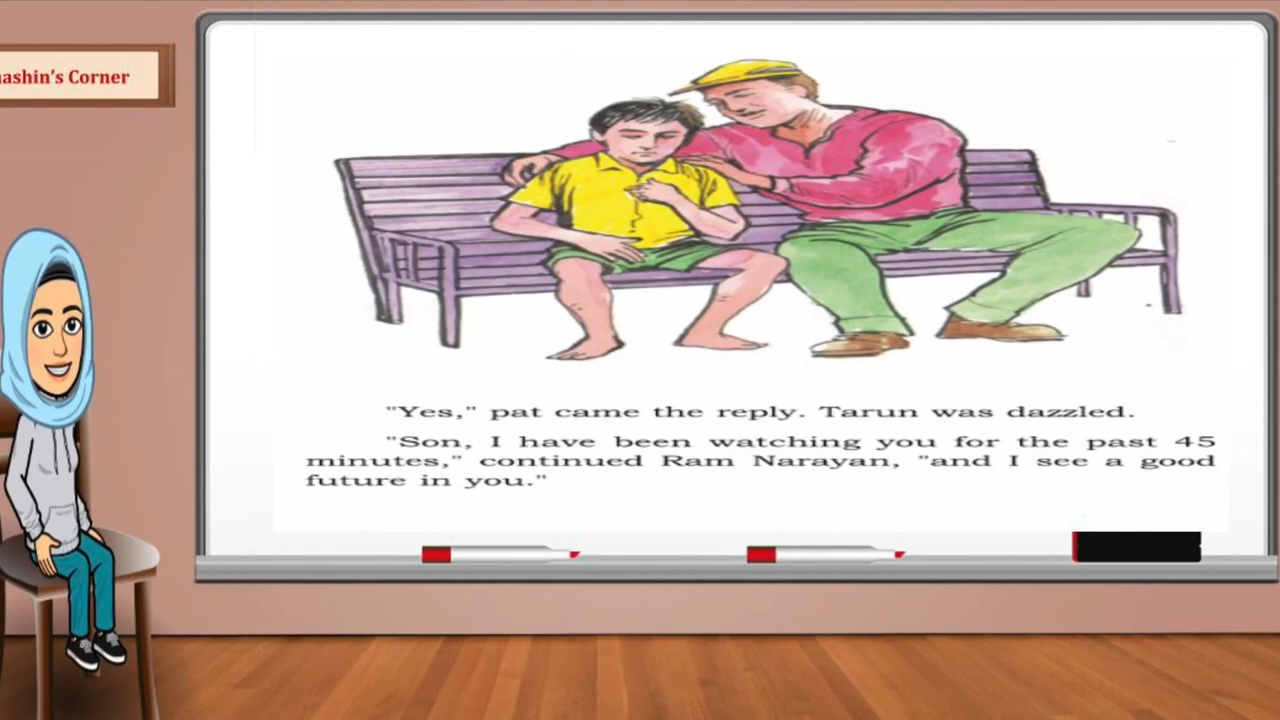 ashin's Corner
"Yes," pat came the reply. Tarun was dazzled.
"Son, I have been watching you for the past 45
minutes," continued Ram Narayan, "and I see a good
future in you."